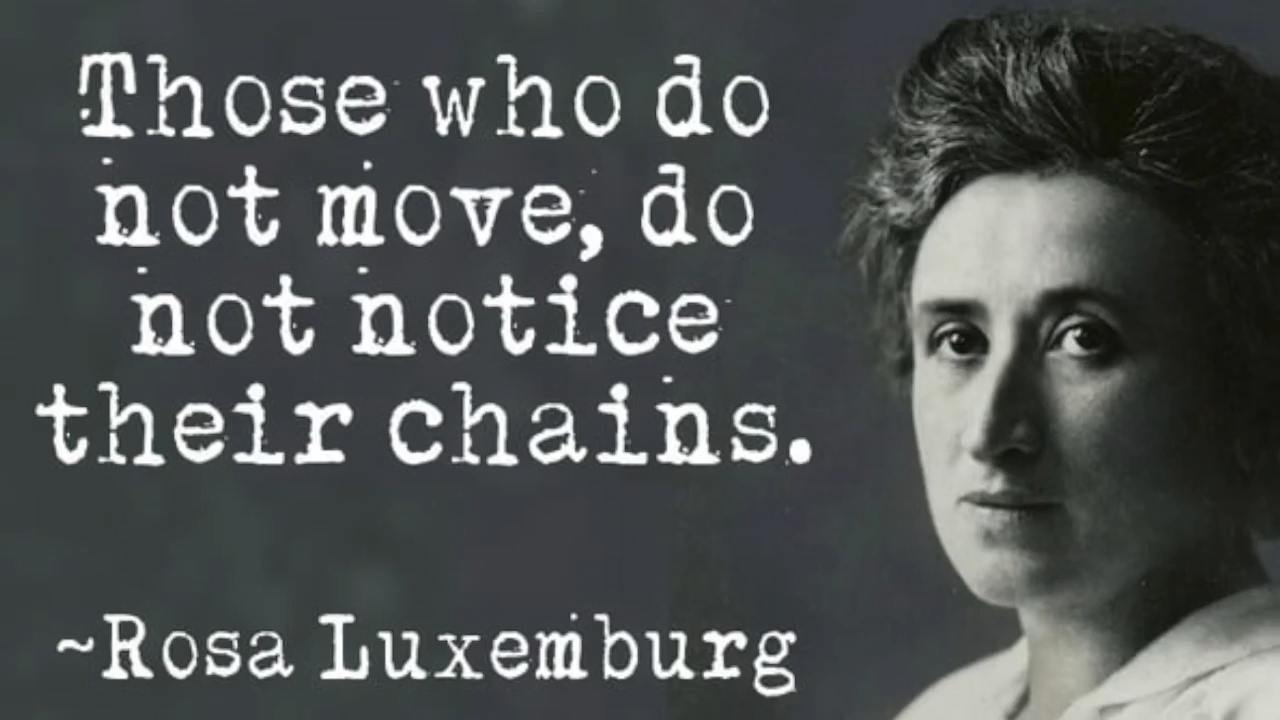 Those who do
not move, do
not notice
their chains.
~Rosa Luxemburg